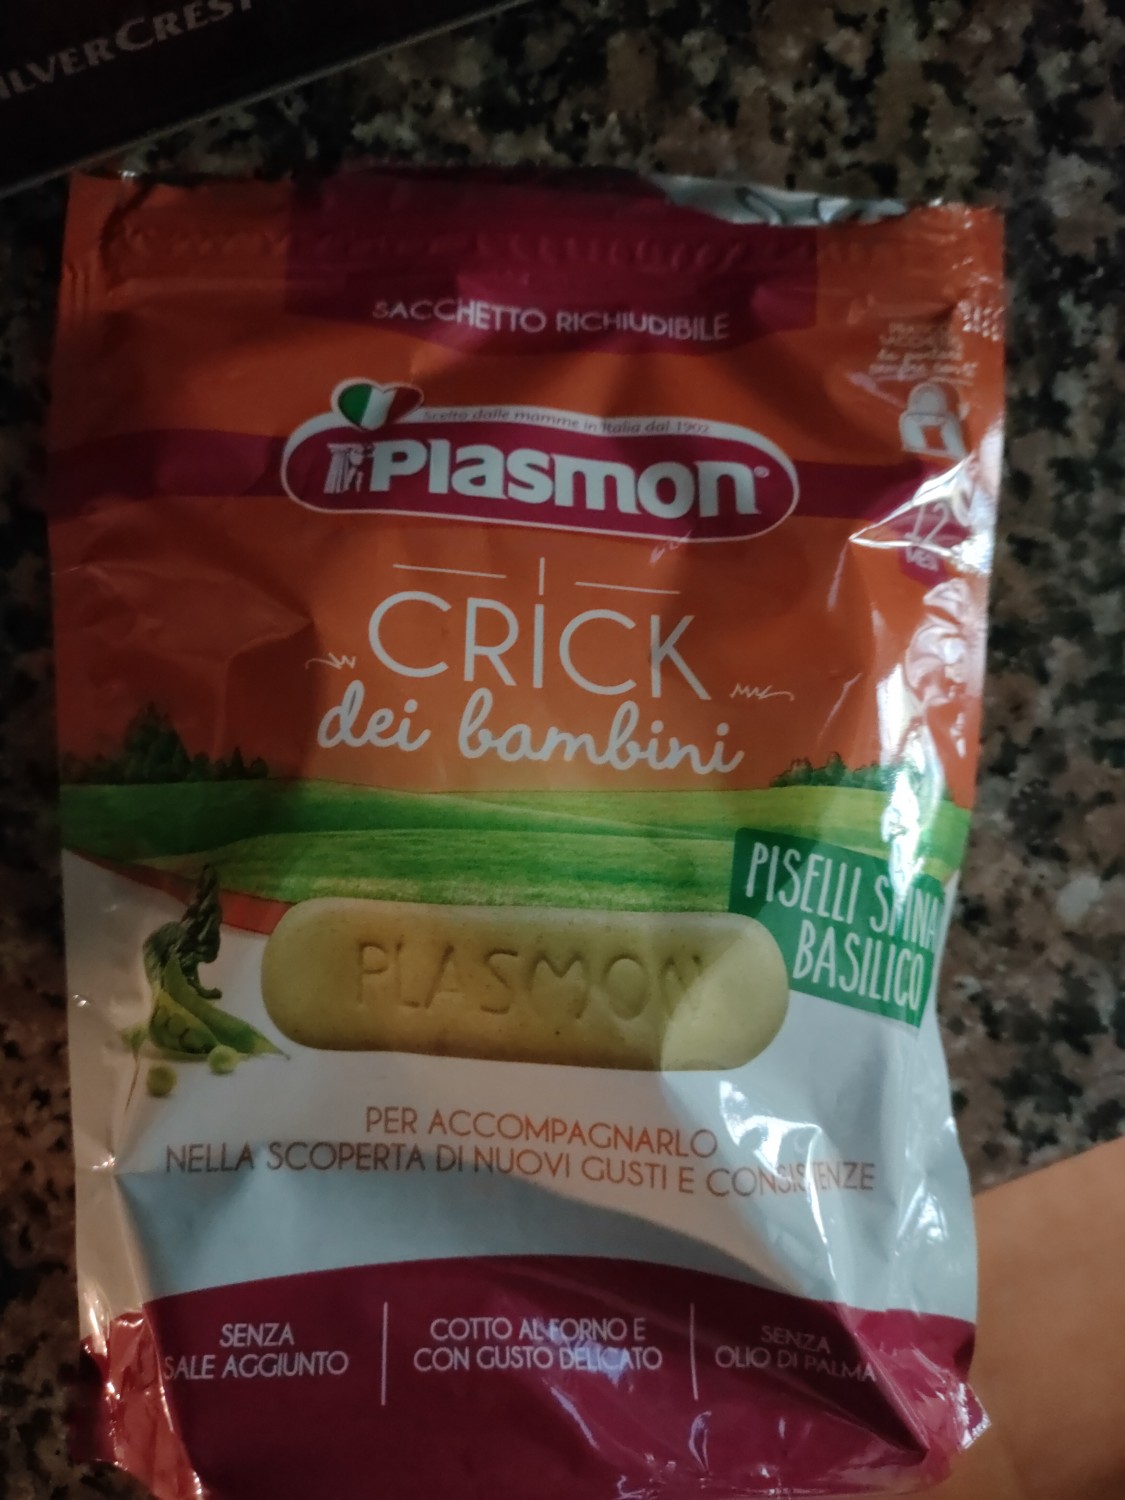 SILVERCREST
SACCHETTO RICHIUDIBILE
Scelto dalle mamme in Italia dal 1902
Plasmon®
I
CRICK
dei bambini
12
PISELLI
BASILICO
PLASMON
PER ACCOMPAGNARLO
NELLA SCOPERTA DI NUOVI GUSTI E CONSISTENZE
SENZA
SALE AGGIUNTO
COTTO AL FORNO E
CON GUSTO DELICATO
SENZA
OLIO DI PALMA